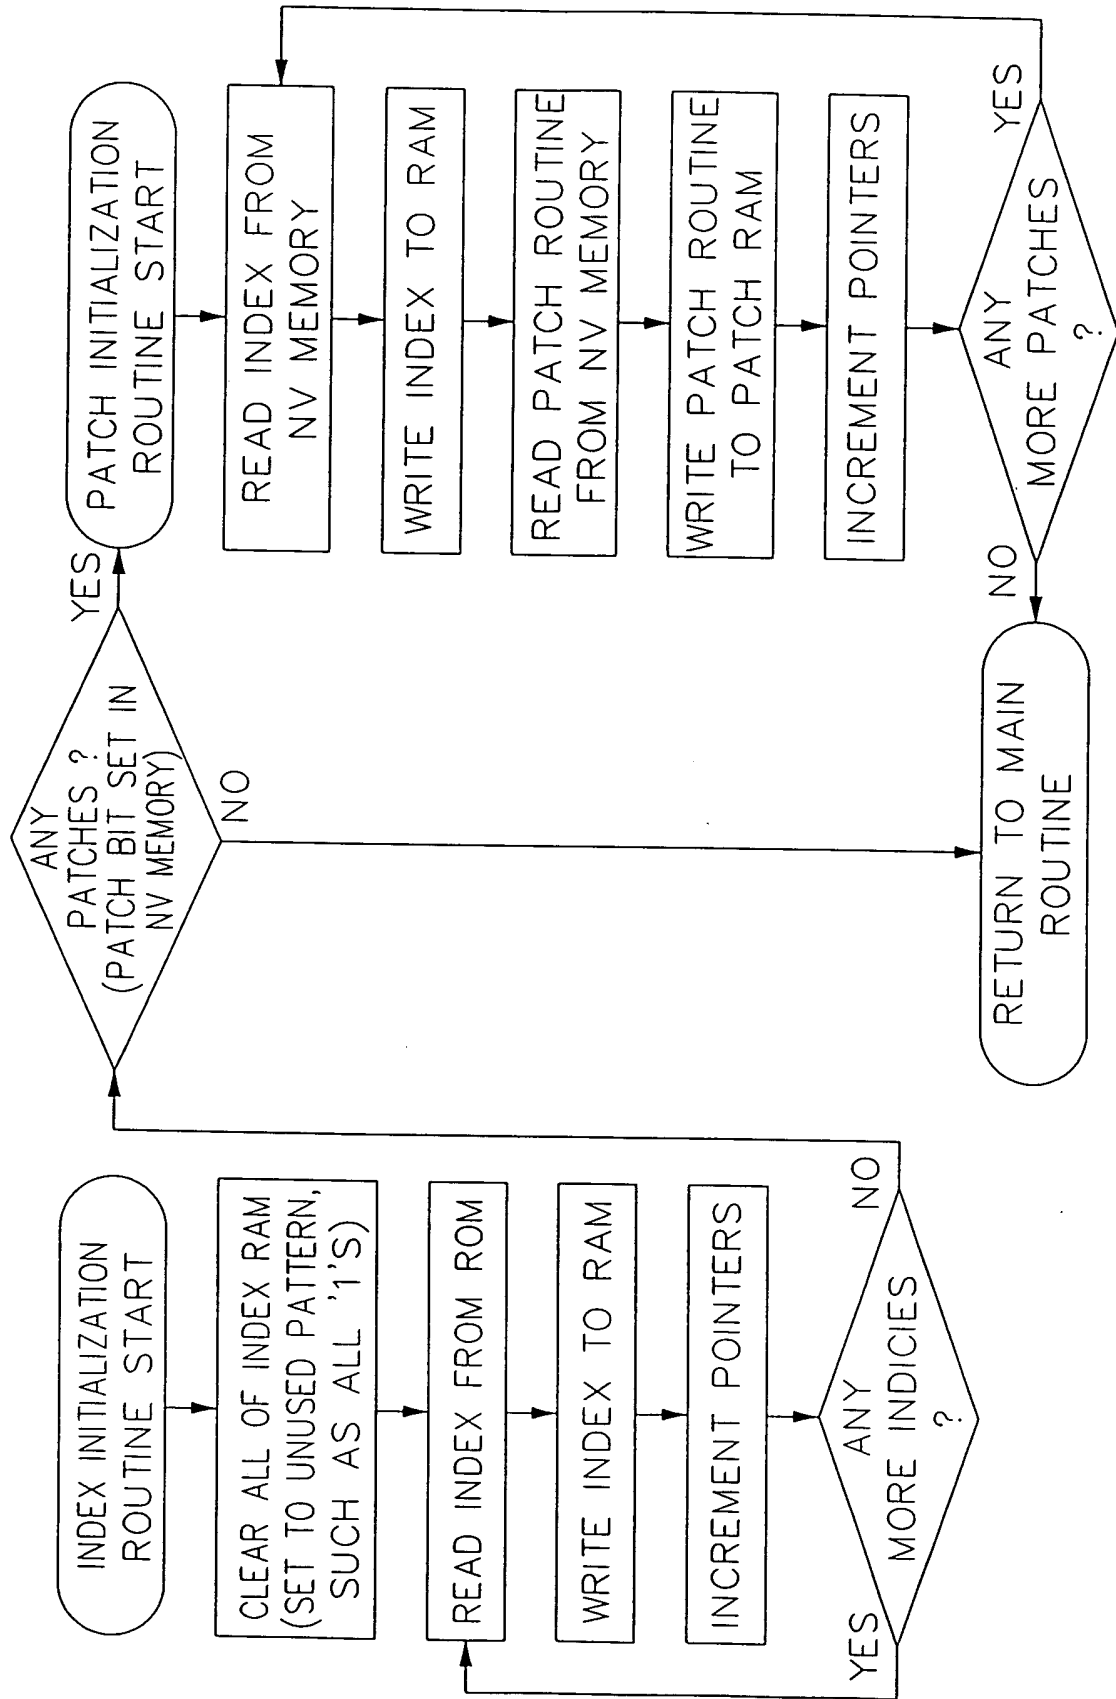 INDEX INITIALIZATION
ROUTINE START
CLEAR ALL OF INDEX RAM
(SET TO UNUSED PATTERN,
SUCH AS ALL '1'S)
READ INDEX FROM ROM
WRITE INDEX TO RAM
INCREMENT POINTERS
ANY
MORE INDICIES
?
YES
NO
ANY
PATCHES ?
(PATCH BIT SET IN
NV MEMORY)
YES
NO
PATCH INITIALIZATION
ROUTINE START
READ INDEX FROM
NV MEMORY
WRITE INDEX TO RAM
READ PATCH ROUTINE
FROM NV MEMORY
WRITE PATCH ROUTINE
TO PATCH RAM
INCREMENT POINTERS
ANY
MORE PATCHES
?
NO
YES
RETURN TO MAIN
ROUTINE